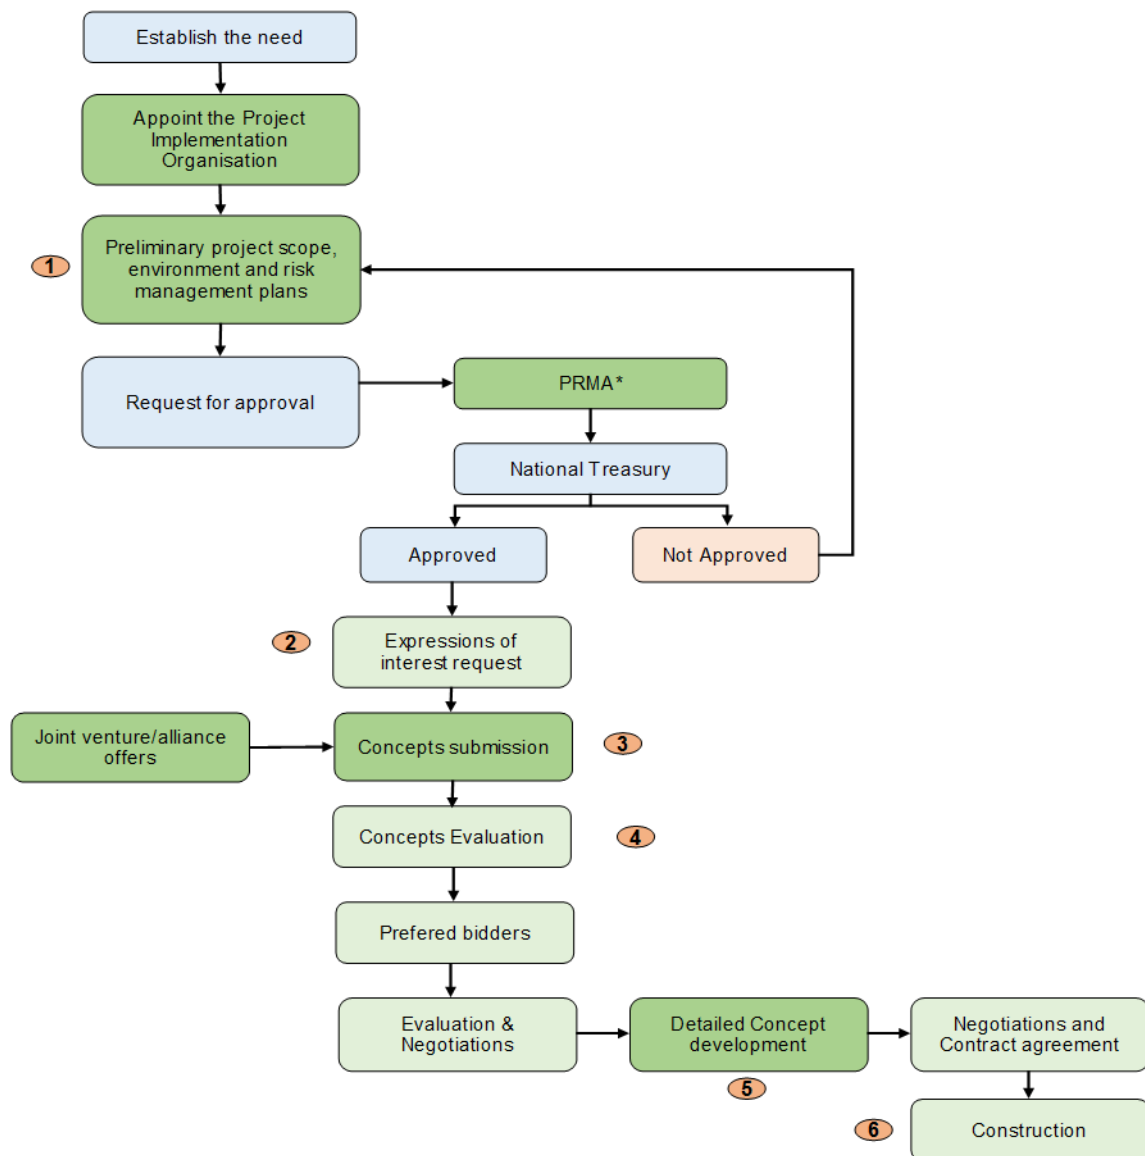 Establish the need
Appoint the Project
Implementation
Organisation
1
Preliminary project scope,
environment and risk
management plans
Request for approval
PRMA*
National Treasury
Approved
Not Approved
2
Expressions of
interest request
Joint venture/alliance
offers
Concepts submission
3
Concepts Evaluation
4
Prefered bidders
Evaluation &
Negotiations
Detailed Concept
development
5
Negotiations and
Contract agreement
6
Construction